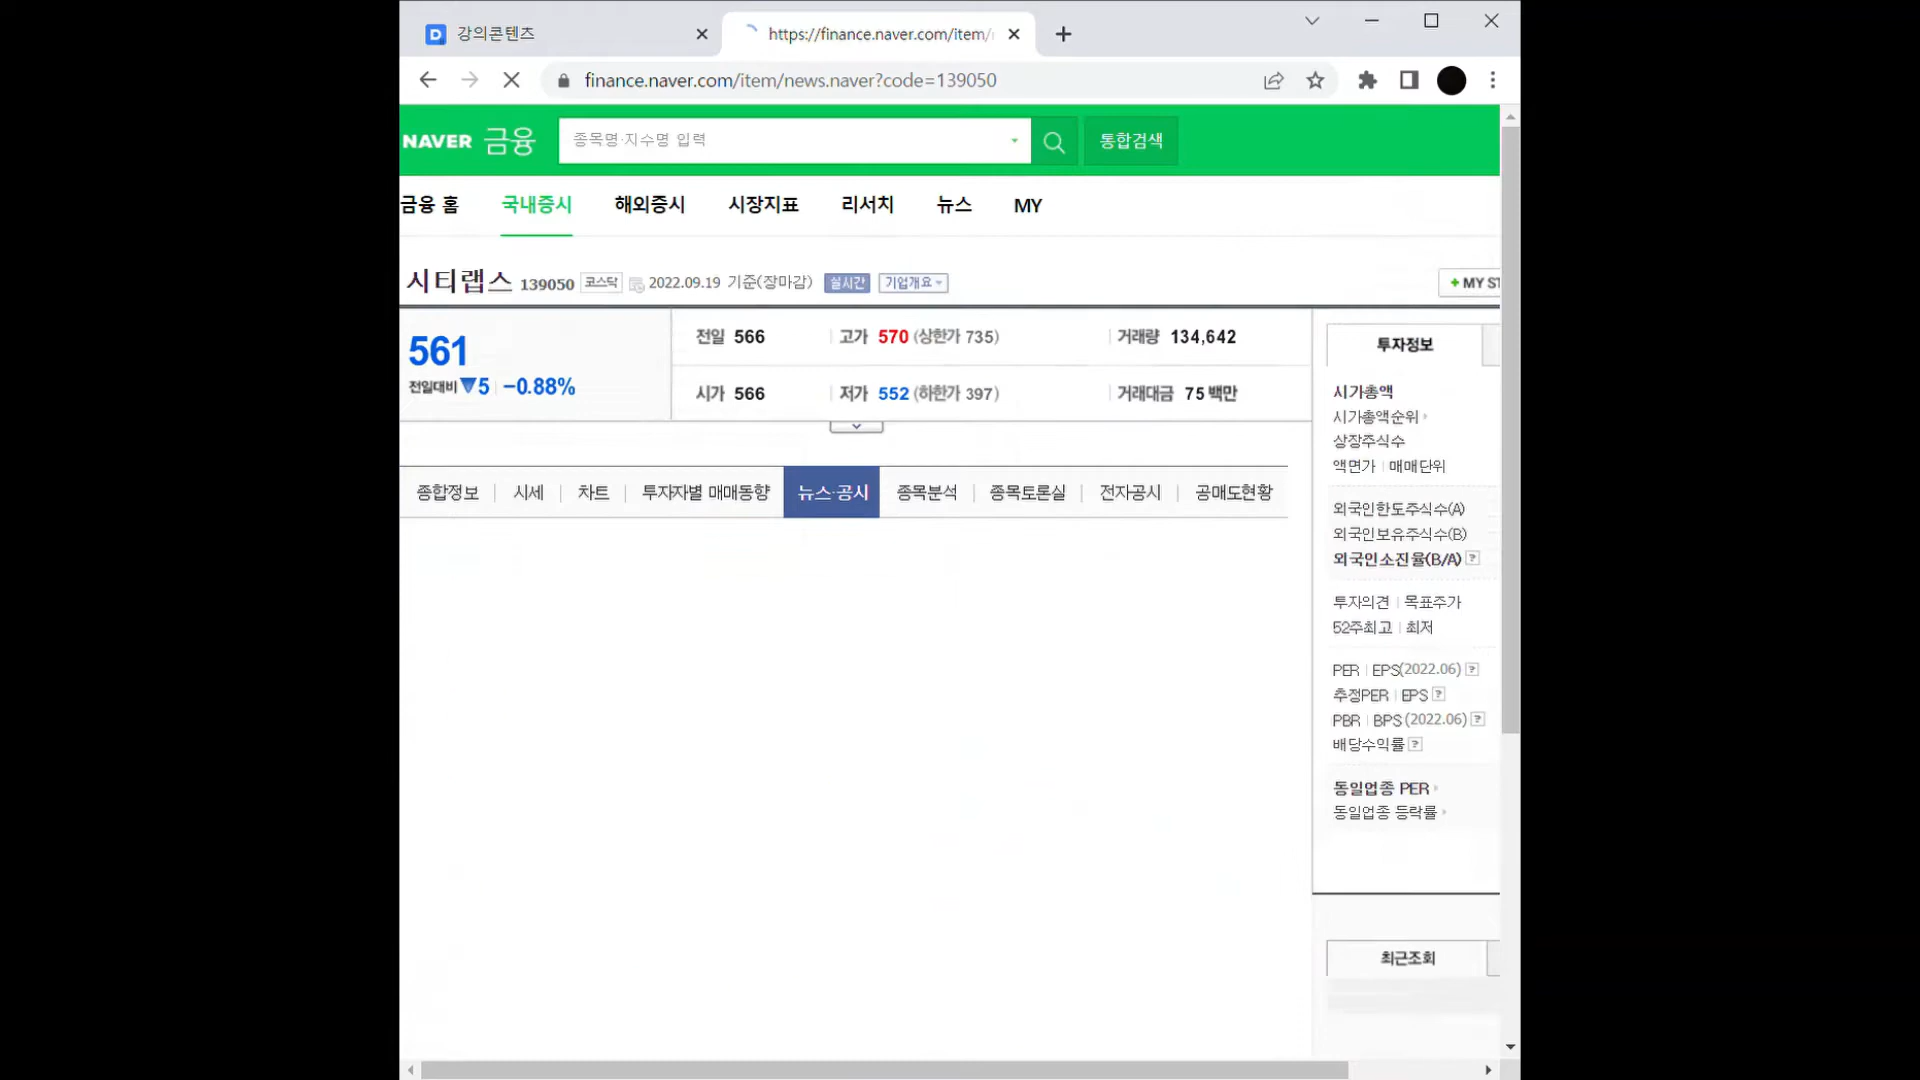 강의콘텐츠
https://finance.naver.com/item/
finance.naver.com/item/news.naver?code=139050
NAVER 금융
종목명·지수명 입력
통합검색
금융 홈 국내증시 해외증시 시장지표 리서치 뉴스 MY
시티랩스 139050 코스닥 2022.09.19 기준(장마감) 실시간 기업개요
+ MY ST
561
전일대비 ▼5 -0.88%
전일 566 고가 570 (상한가 735) 거래량 134,642
시가 566 저가 552 (하한가 397) 거래대금 75 백만
종합정보 시세 차트 투자자별 매매동향 뉴스·공시 종목분석 종목토론실 전자공시 공매도현황
투자정보
시가총액
시가총액순위
상장주식수
액면가 매매단위
외국인한도주식수(A)
외국인보유주식수(B)
외국인소진율(B/A) ?
투자의견 목표주가
52주최고 최저
PER EPS(2022.06) ?
추정PER EPS ?
PBR BPS (2022.06) ?
배당수익률 ?
동일업종 PER
동일업종 등락률
최근조회